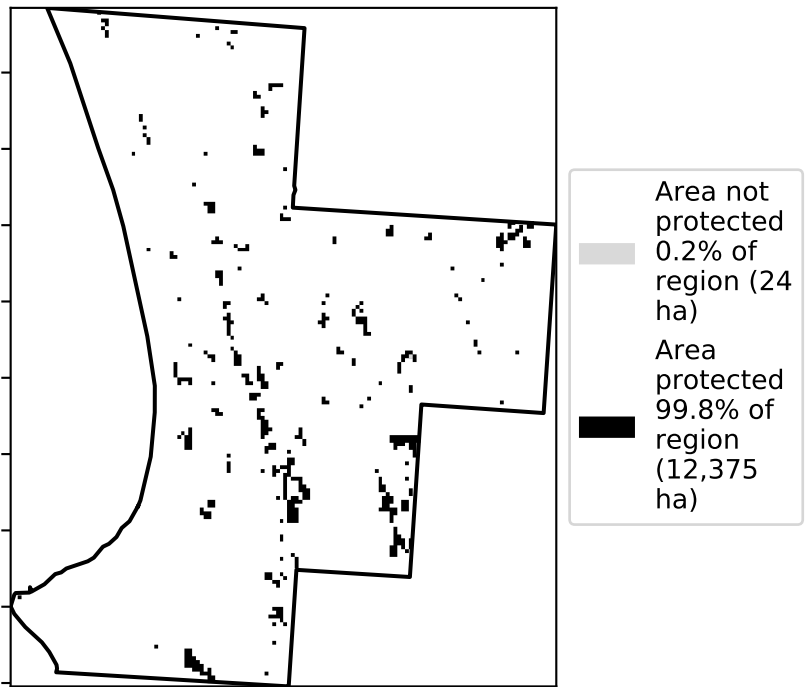 Area not
protected
0.2% of
region (24
ha)
Area
protected
99.8% of
region
(12,375
ha)